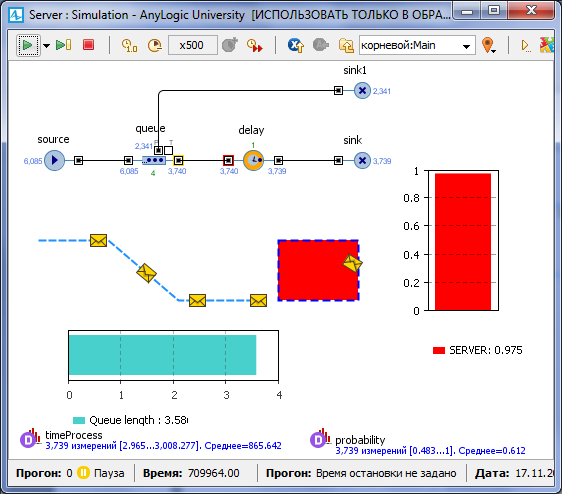 Server : Simulation - AnyLogic University [ИСПОЛЬЗОВАТЬ ТОЛЬКО В ОБРА...
x500
корневой:Main
sink1
2,341
source
queue
delay
sink
2,341
T
1
6,085
6,085
4
3,740
3,740
3,739
3,739
1
0.8
0.6
0.4
0.2
0
SERVER: 0.975
0
1
2
3
4
Queue length : 3.58
timeProcess
3,739 измерений [2.965...3,008.277]. Среднее=865.642
probability
3,739 измерений [0.483...1]. Среднее=0.612
Прогон: 0 Пауза Время: 709964.00 Прогон: Время остановки не задано Дата: 17.11.20